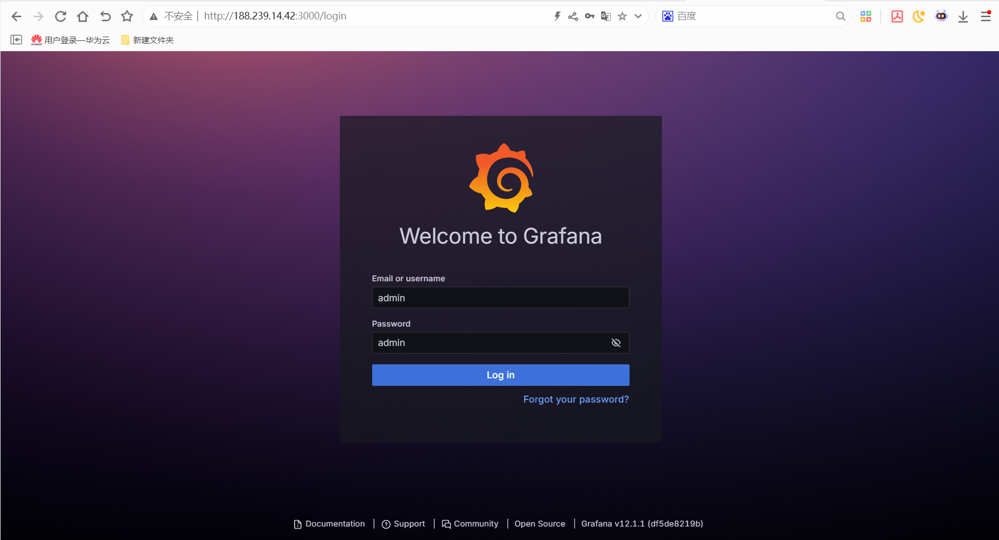 不安全 | http://188.239.14.42:3000/login
百度
用户登录—华为云 新建文件夹
Welcome to Grafana
Email or username
admin
Password
admin
Log in
Forgot your password?
Documentation | Support | Community | Open Source | Grafana v12.1.1 (df5de8219b)